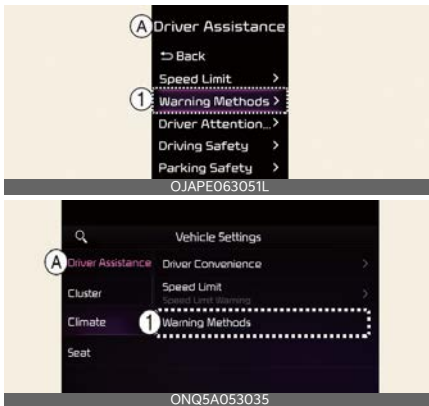 A Driver Assistance
Back
Speed Limit >
1 Warning Methods >
Driver Attention... >
Driving Safety >
Parking Safety >
OJAPE063051L
Vehicle Settings
A Driver Assistance Driver Convenience >
Cluster Speed Limit >
Speed Limit Warning
Climate 1 Warning Methods
Seat
ONQ5A053035